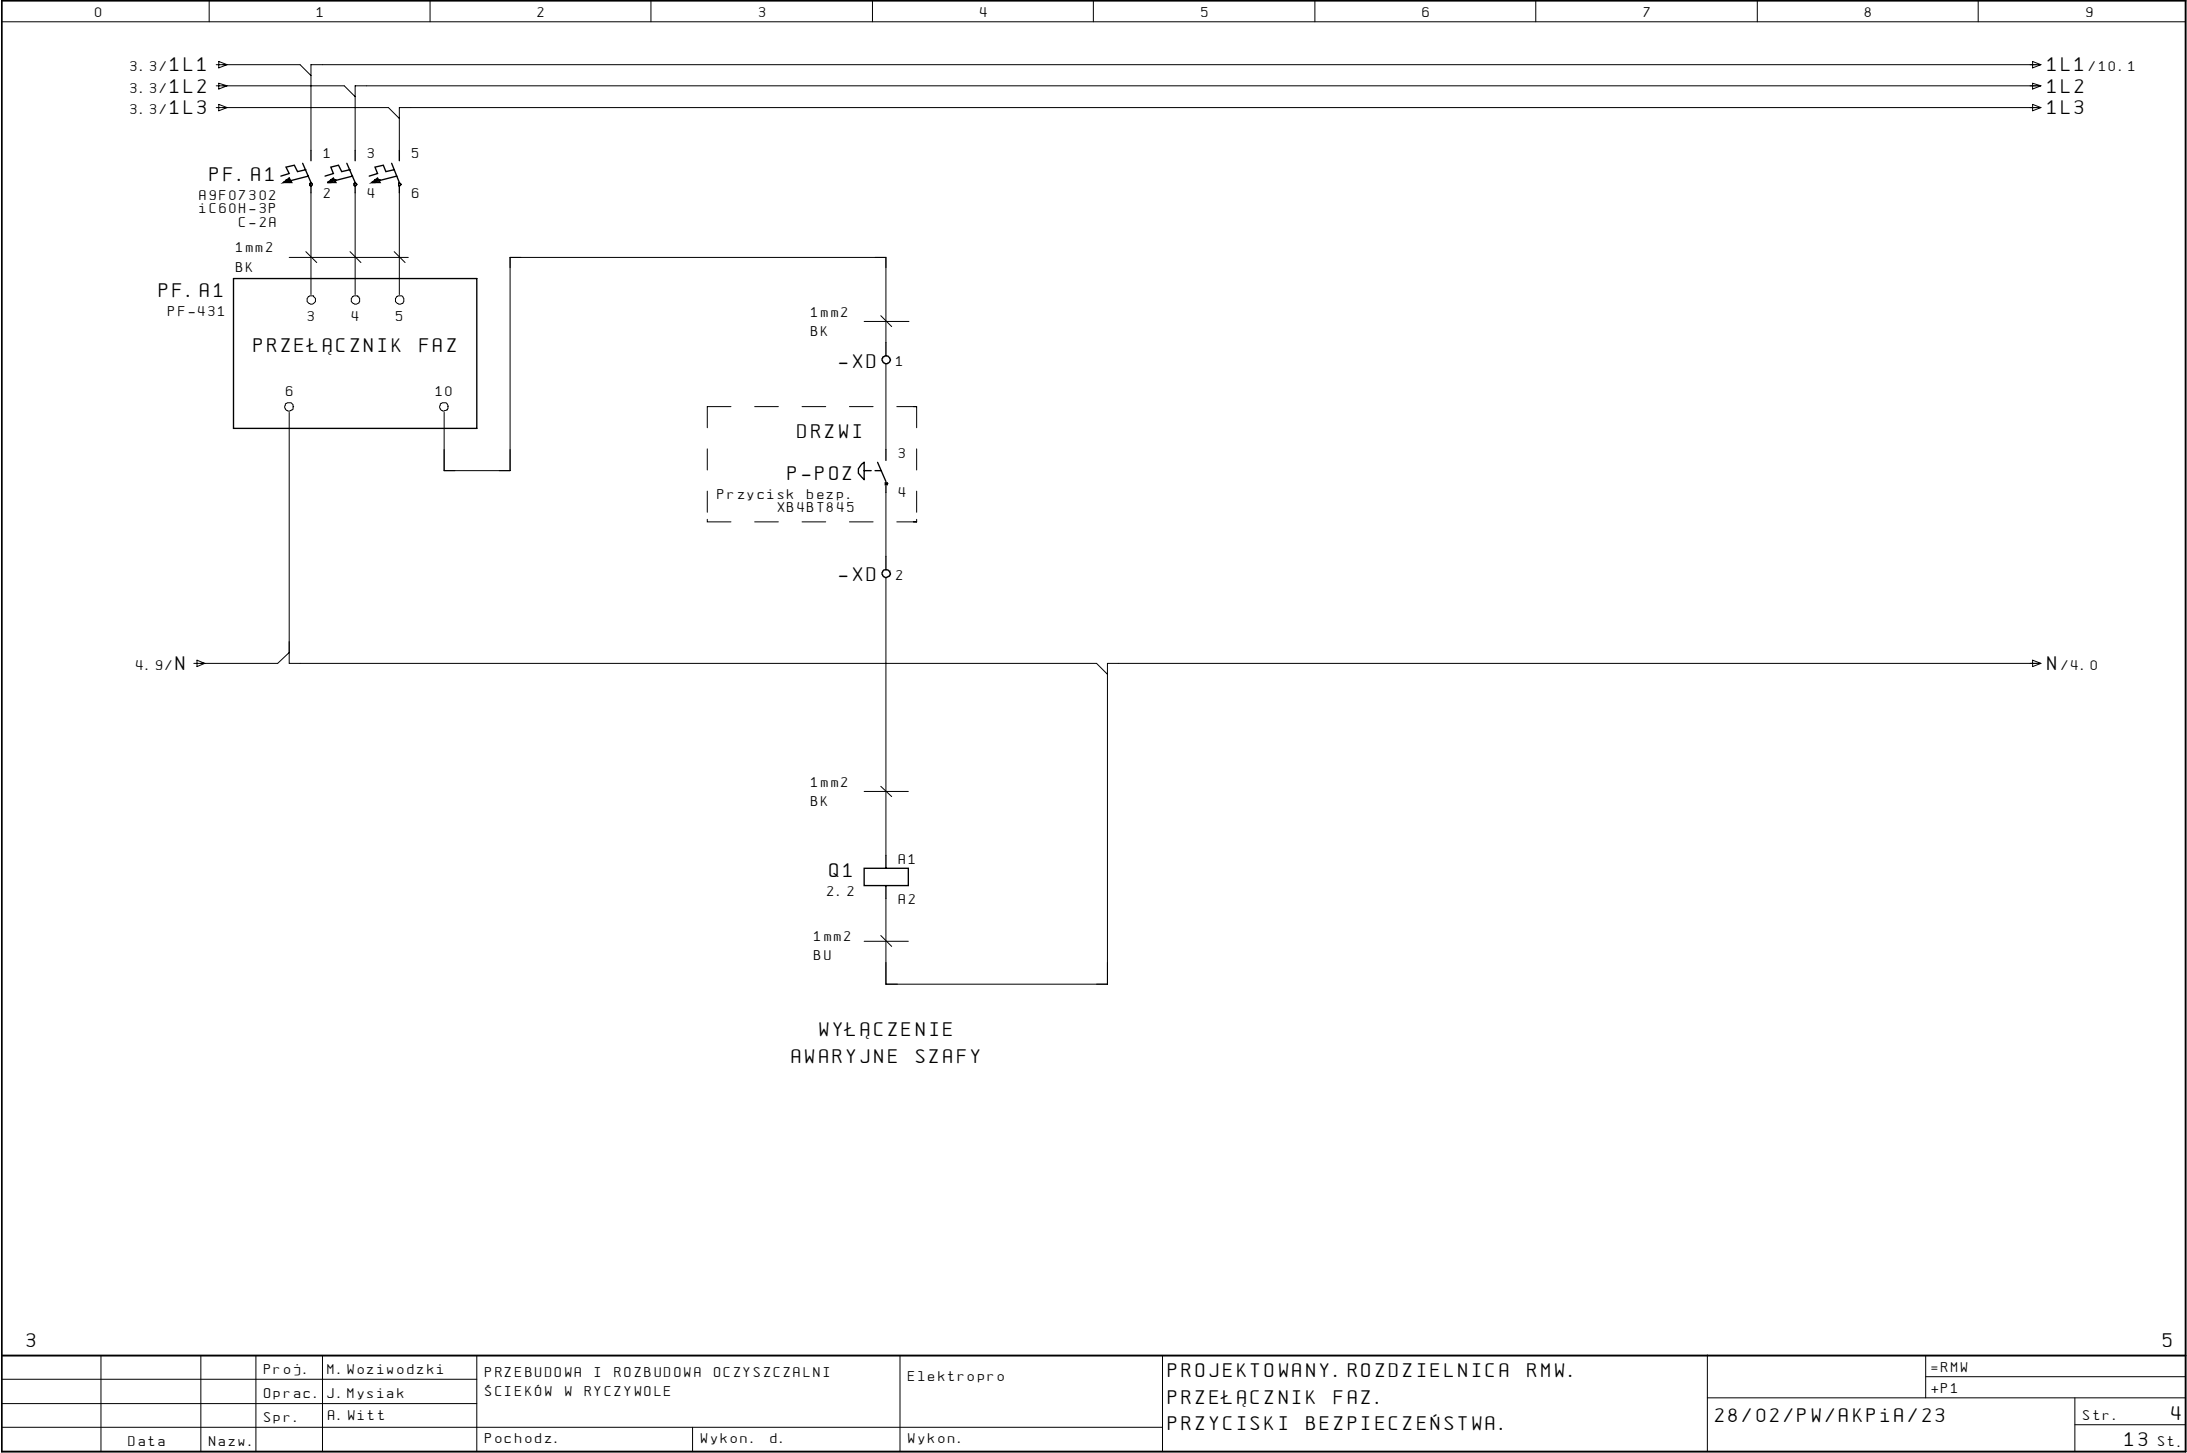 0 1 2 3 4 5 6 7 8 9
3.3/1L1 1L1/10.1
3.3/1L2 1L2
3.3/1L3 1L3
1 3 5
PF.A1
2 4 6
A9F07302
iC60H-3P
C-2A
1mm2
BK
PF.A1
PF-431
3 4 5
PRZEŁĄCZNIK FAZ
6 10
1mm2
BK
-XD 1
DRZWI
3
P-POZ
4
Przycisk bezp.
XB4BT845
-XD 2
4.9/N N/4.0
1mm2
BK
A1
Q1
2.2
A2
1mm2
BU
WYŁĄCZENIE
AWARYJNE SZAFY
3 5
Proj. M.Woziwodzki
Oprac. J.Mysiak
Spr. A.Witt
Data Nazw.
PRZEBUDOWA I ROZBUDOWA OCZYSZCZALNI
ŚCIEKÓW W RYCZYWOLE
Pochodz. Wykon. d.
Elektropro
Wykon.
PROJEKTOWANY.ROZDZIELNICA RMW.
PRZEŁĄCZNIK FAZ.
PRZYCISKI BEZPIECZEŃSTWA.
=RMW
+P1
28/02/PW/AKPiA/23
Str. 4
13 St.